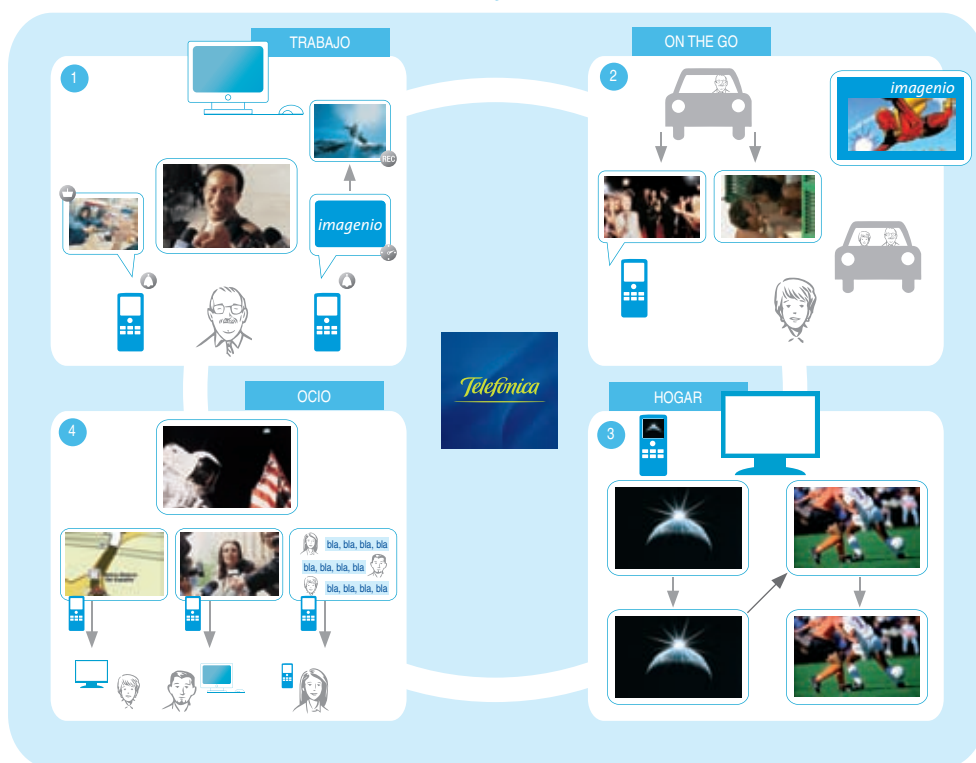 TRABAJO
1
REC
imagenio
ON THE GO
2
imagenio
Telefónica
HOGAR
3
OCIO
4
bla, bla, bla, bla
bla, bla, bla, bla
bla, bla, bla, bla